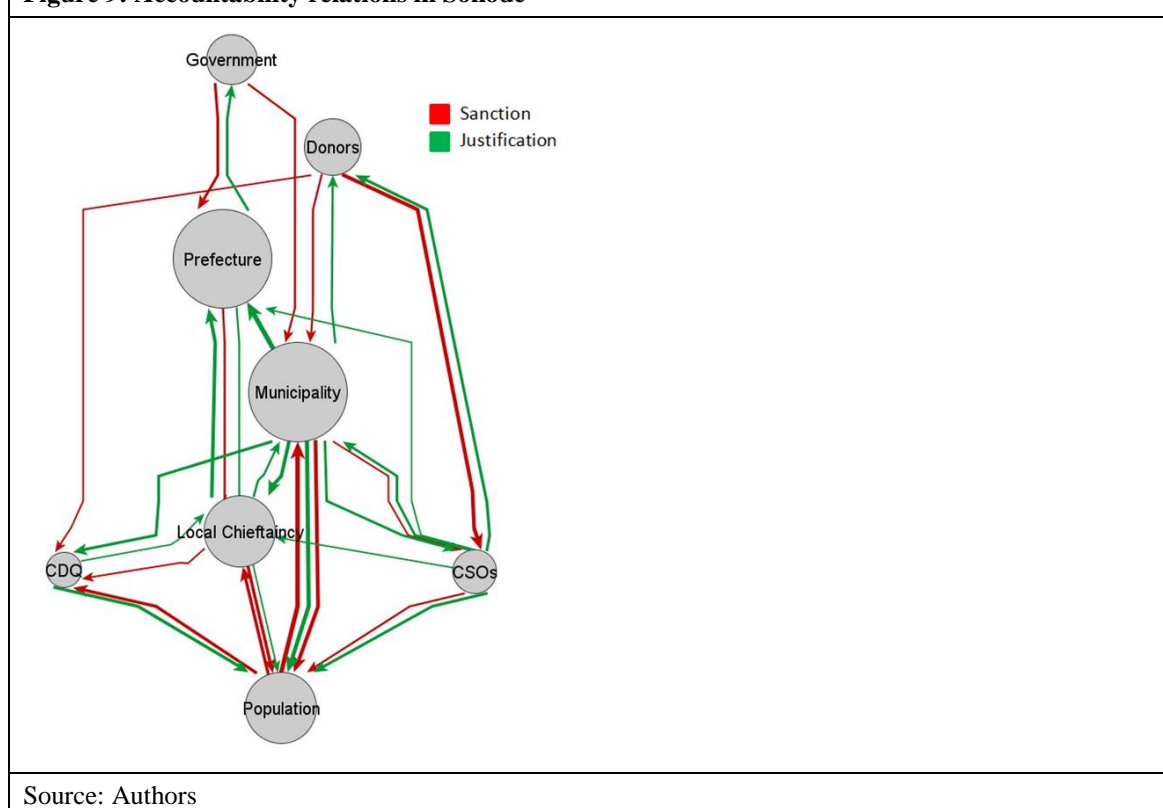 Figure 9: Accountability relations in Sokodé
Government
Sanction
Justification
Donors
Prefecture
Municipality
Local Chieftaincy
CDQ
CSOs
Population
Source: Authors